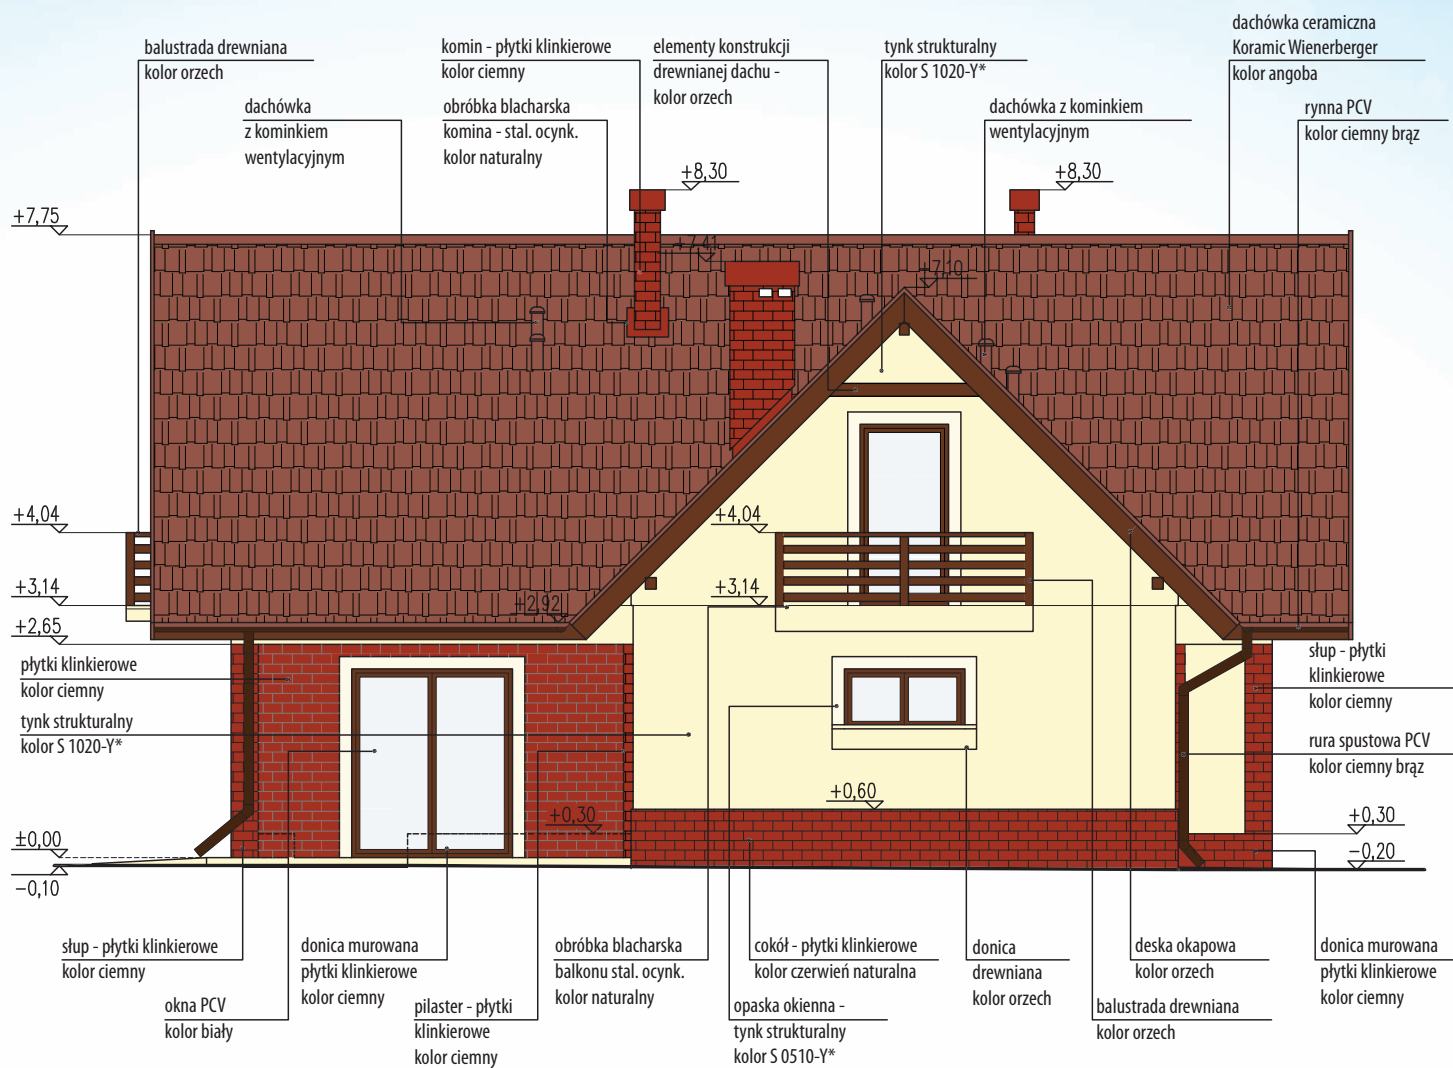 balustrada drewniana
kolor orzech
komin - płytki klinkierowe
kolor ciemny
elementy konstrukcji
drewnianej dachu -
kolor orzech
tynk strukturalny
kolor S 1020-Y*
dachówka ceramiczna
Koramic Wienerberger
kolor angoba
dachówka
z kominkiem
wentylacyjnym
obróbka blacharska
komina - stal. ocynk.
kolor naturalny
dachówka z kominkiem
wentylacyjnym
rynna PCV
kolor ciemny brąz
+8,30
+8,30
+7,75
+7,41
+7,10
+4,04
+4,04
+3,14
+3,14
+2,92
+2,65
płytki klinkierowe
kolor ciemny
tynk strukturalny
kolor S 1020-Y*
słup - płytki
klinkierowe
kolor ciemny
rura spustowa PCV
kolor ciemny brąz
+0,60
+0,30
+0,30
±0,00
-0,10
-0,20
słup - płytki klinkierowe
kolor ciemny
donica murowana
płytki klinkierowe
kolor ciemny
obróbka blacharska
balkonu stal. ocynk.
kolor naturalny
cokół - płytki klinkierowe
kolor czerwień naturalna
donica
drewniana
kolor orzech
deska okapowa
kolor orzech
donica murowana
płytki klinkierowe
kolor ciemny
okna PCV
kolor biały
pilaster - płytki
klinkierowe
kolor ciemny
opaska okienna -
tynk strukturalny
kolor S 0510-Y*
balustrada drewniana
kolor orzech